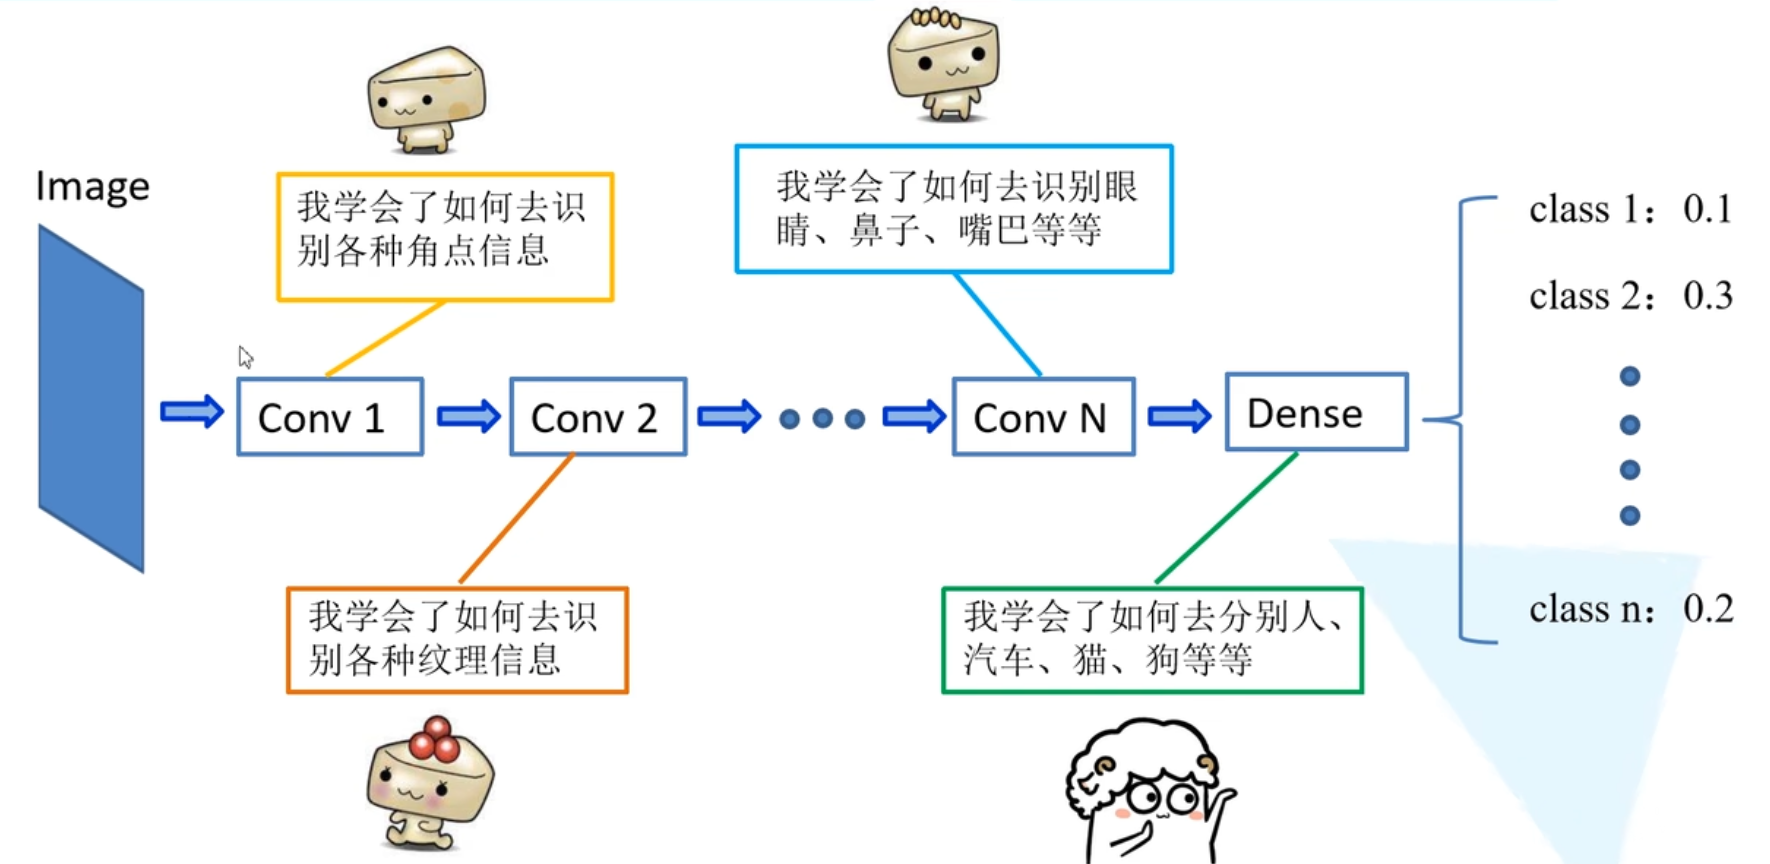 Image
我学会了如何去识
别各种角点信息
我学会了如何去识别眼
睛、鼻子、嘴巴等等
Conv 1
Conv 2
Conv N
Dense
我学会了如何去识
别各种纹理信息
我学会了如何去分别人、
汽车、猫、狗等等
class 1：0.1
class 2：0.3
class n：0.2